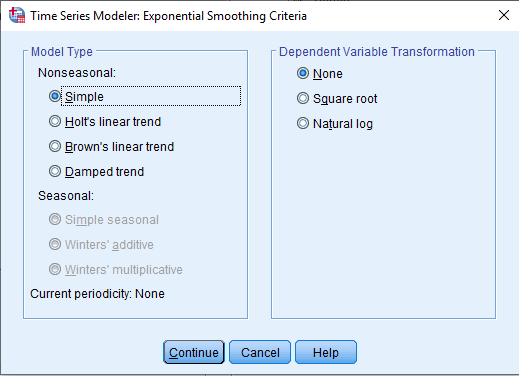 Time Series Modeler: Exponential Smoothing Criteria
Model Type
Nonseasonal:
Simple
Holt's linear trend
Brown's linear trend
Damped trend
Seasonal:
Simple seasonal
Winters' additive
Winters' multiplicative
Current periodicity: None
Dependent Variable Transformation
None
Square root
Natural log
Continue
Cancel
Help